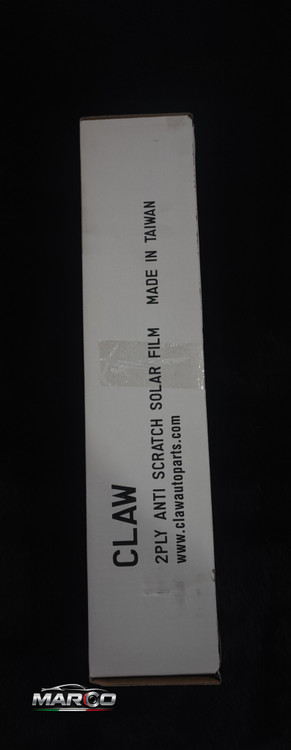 CLAW
2PLY ANTI SCRATCH SOLAR FILM MADE IN TAIWAN
www.clawautoparts.com
MARCO